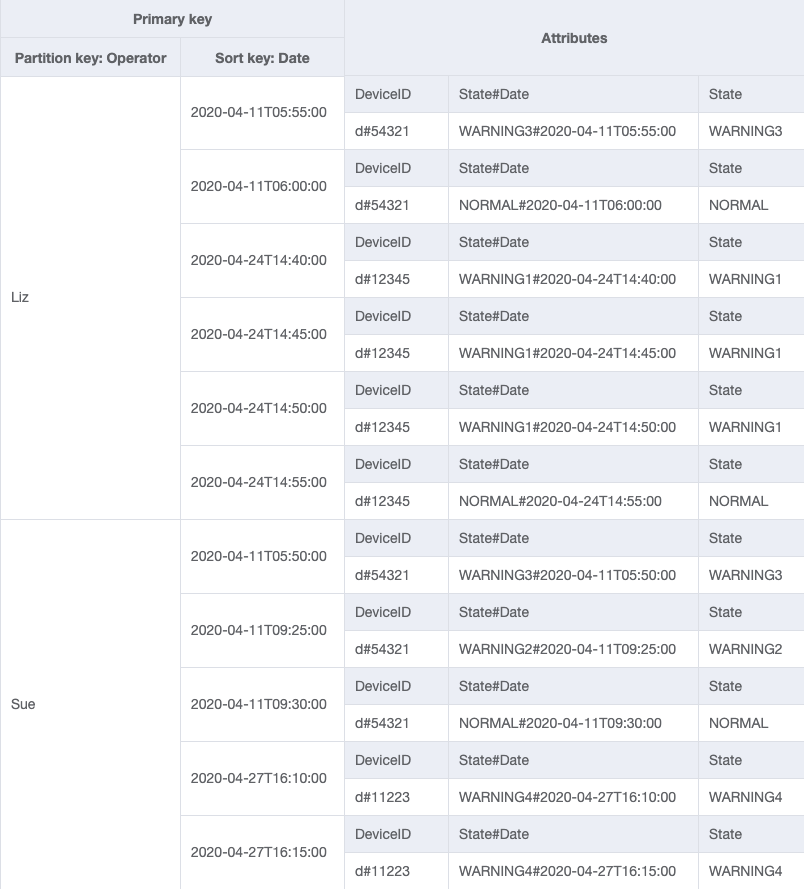 Primary key
Attributes
Partition key: Operator Sort key: Date
DeviceID State#Date State
2020-04-11T05:55:00
d#54321 WARNING3#2020-04-11T05:55:00 WARNING3
DeviceID State#Date State
2020-04-11T06:00:00
d#54321 NORMAL#2020-04-11T06:00:00 NORMAL
DeviceID State#Date State
2020-04-24T14:40:00
d#12345 WARNING1#2020-04-24T14:40:00 WARNING1
Liz
DeviceID State#Date State
2020-04-24T14:45:00
d#12345 WARNING1#2020-04-24T14:45:00 WARNING1
DeviceID State#Date State
2020-04-24T14:50:00
d#12345 WARNING1#2020-04-24T14:50:00 WARNING1
DeviceID State#Date State
2020-04-24T14:55:00
d#12345 NORMAL#2020-04-24T14:55:00 NORMAL
DeviceID State#Date State
2020-04-11T05:50:00
d#54321 WARNING3#2020-04-11T05:50:00 WARNING3
DeviceID State#Date State
2020-04-11T09:25:00
d#54321 WARNING2#2020-04-11T09:25:00 WARNING2
DeviceID State#Date State
Sue 2020-04-11T09:30:00
d#54321 NORMAL#2020-04-11T09:30:00 NORMAL
DeviceID State#Date State
2020-04-27T16:10:00
d#11223 WARNING4#2020-04-27T16:10:00 WARNING4
DeviceID State#Date State
2020-04-27T16:15:00
d#11223 WARNING4#2020-04-27T16:15:00 WARNING4